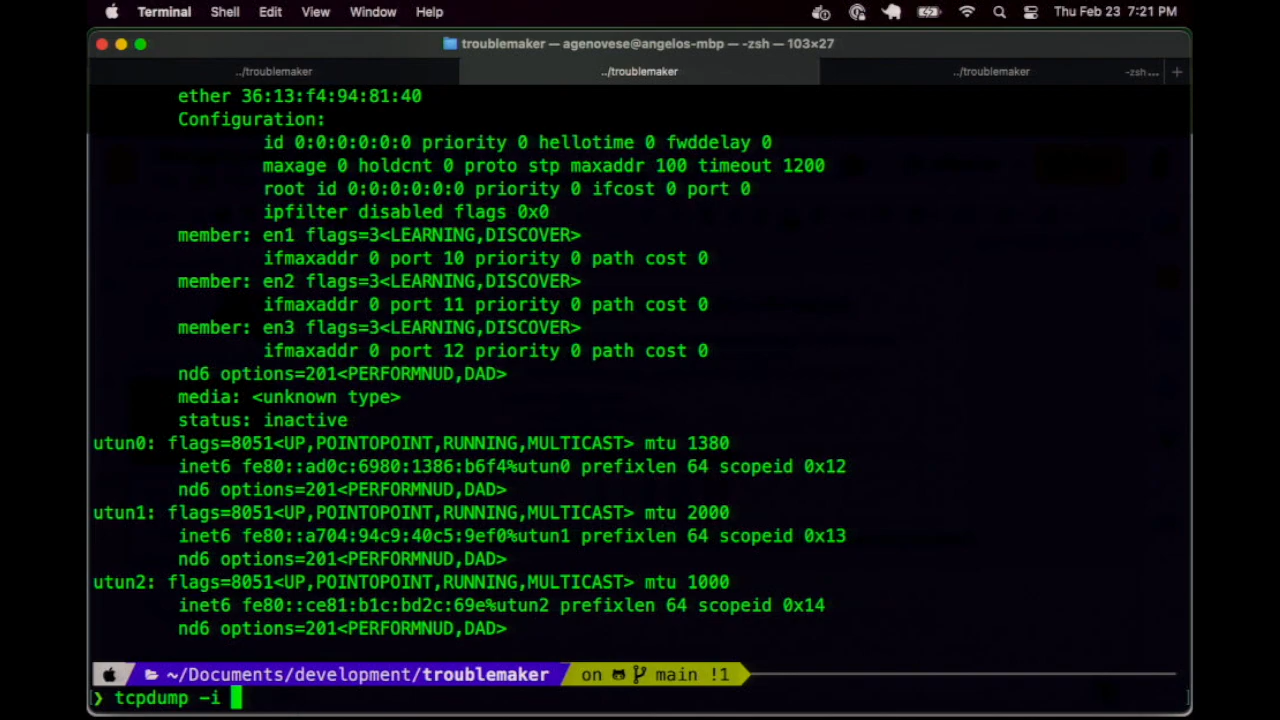 Terminal Shell Edit View Window Help Thu Feb 23 7:21 PM
troublemaker — agenovese@angelos-mbp — -zsh — 103×27
../troublemaker ../troublemaker ../troublemaker -zsh... +
ether 36:13:f4:94:81:40
Configuration:
id 0:0:0:0:0:0 priority 0 hellotime 0 fwddelay 0
maxage 0 holdcnt 0 proto stp maxaddr 100 timeout 1200
root id 0:0:0:0:0:0 priority 0 ifcost 0 port 0
ipfilter disabled flags 0x0
member: en1 flags=3<LEARNING,DISCOVER>
ifmaxaddr 0 port 10 priority 0 path cost 0
member: en2 flags=3<LEARNING,DISCOVER>
ifmaxaddr 0 port 11 priority 0 path cost 0
member: en3 flags=3<LEARNING,DISCOVER>
ifmaxaddr 0 port 12 priority 0 path cost 0
nd6 options=201<PERFORMNUD,DAD>
media: <unknown type>
status: inactive
utun0: flags=8051<UP,POINTOPOINT,RUNNING,MULTICAST> mtu 1380
inet6 fe80::ad0c:6980:1386:b6f4%utun0 prefixlen 64 scopeid 0x12
nd6 options=201<PERFORMNUD,DAD>
utun1: flags=8051<UP,POINTOPOINT,RUNNING,MULTICAST> mtu 2000
inet6 fe80::a704:94c9:40c5:9ef0%utun1 prefixlen 64 scopeid 0x13
nd6 options=201<PERFORMNUD,DAD>
utun2: flags=8051<UP,POINTOPOINT,RUNNING,MULTICAST> mtu 1000
inet6 fe80::ce81:b1c:bd2c:69e%utun2 prefixlen 64 scopeid 0x14
nd6 options=201<PERFORMNUD,DAD>
~/Documents/development/troublemaker on main !1
❯ tcpdump -i